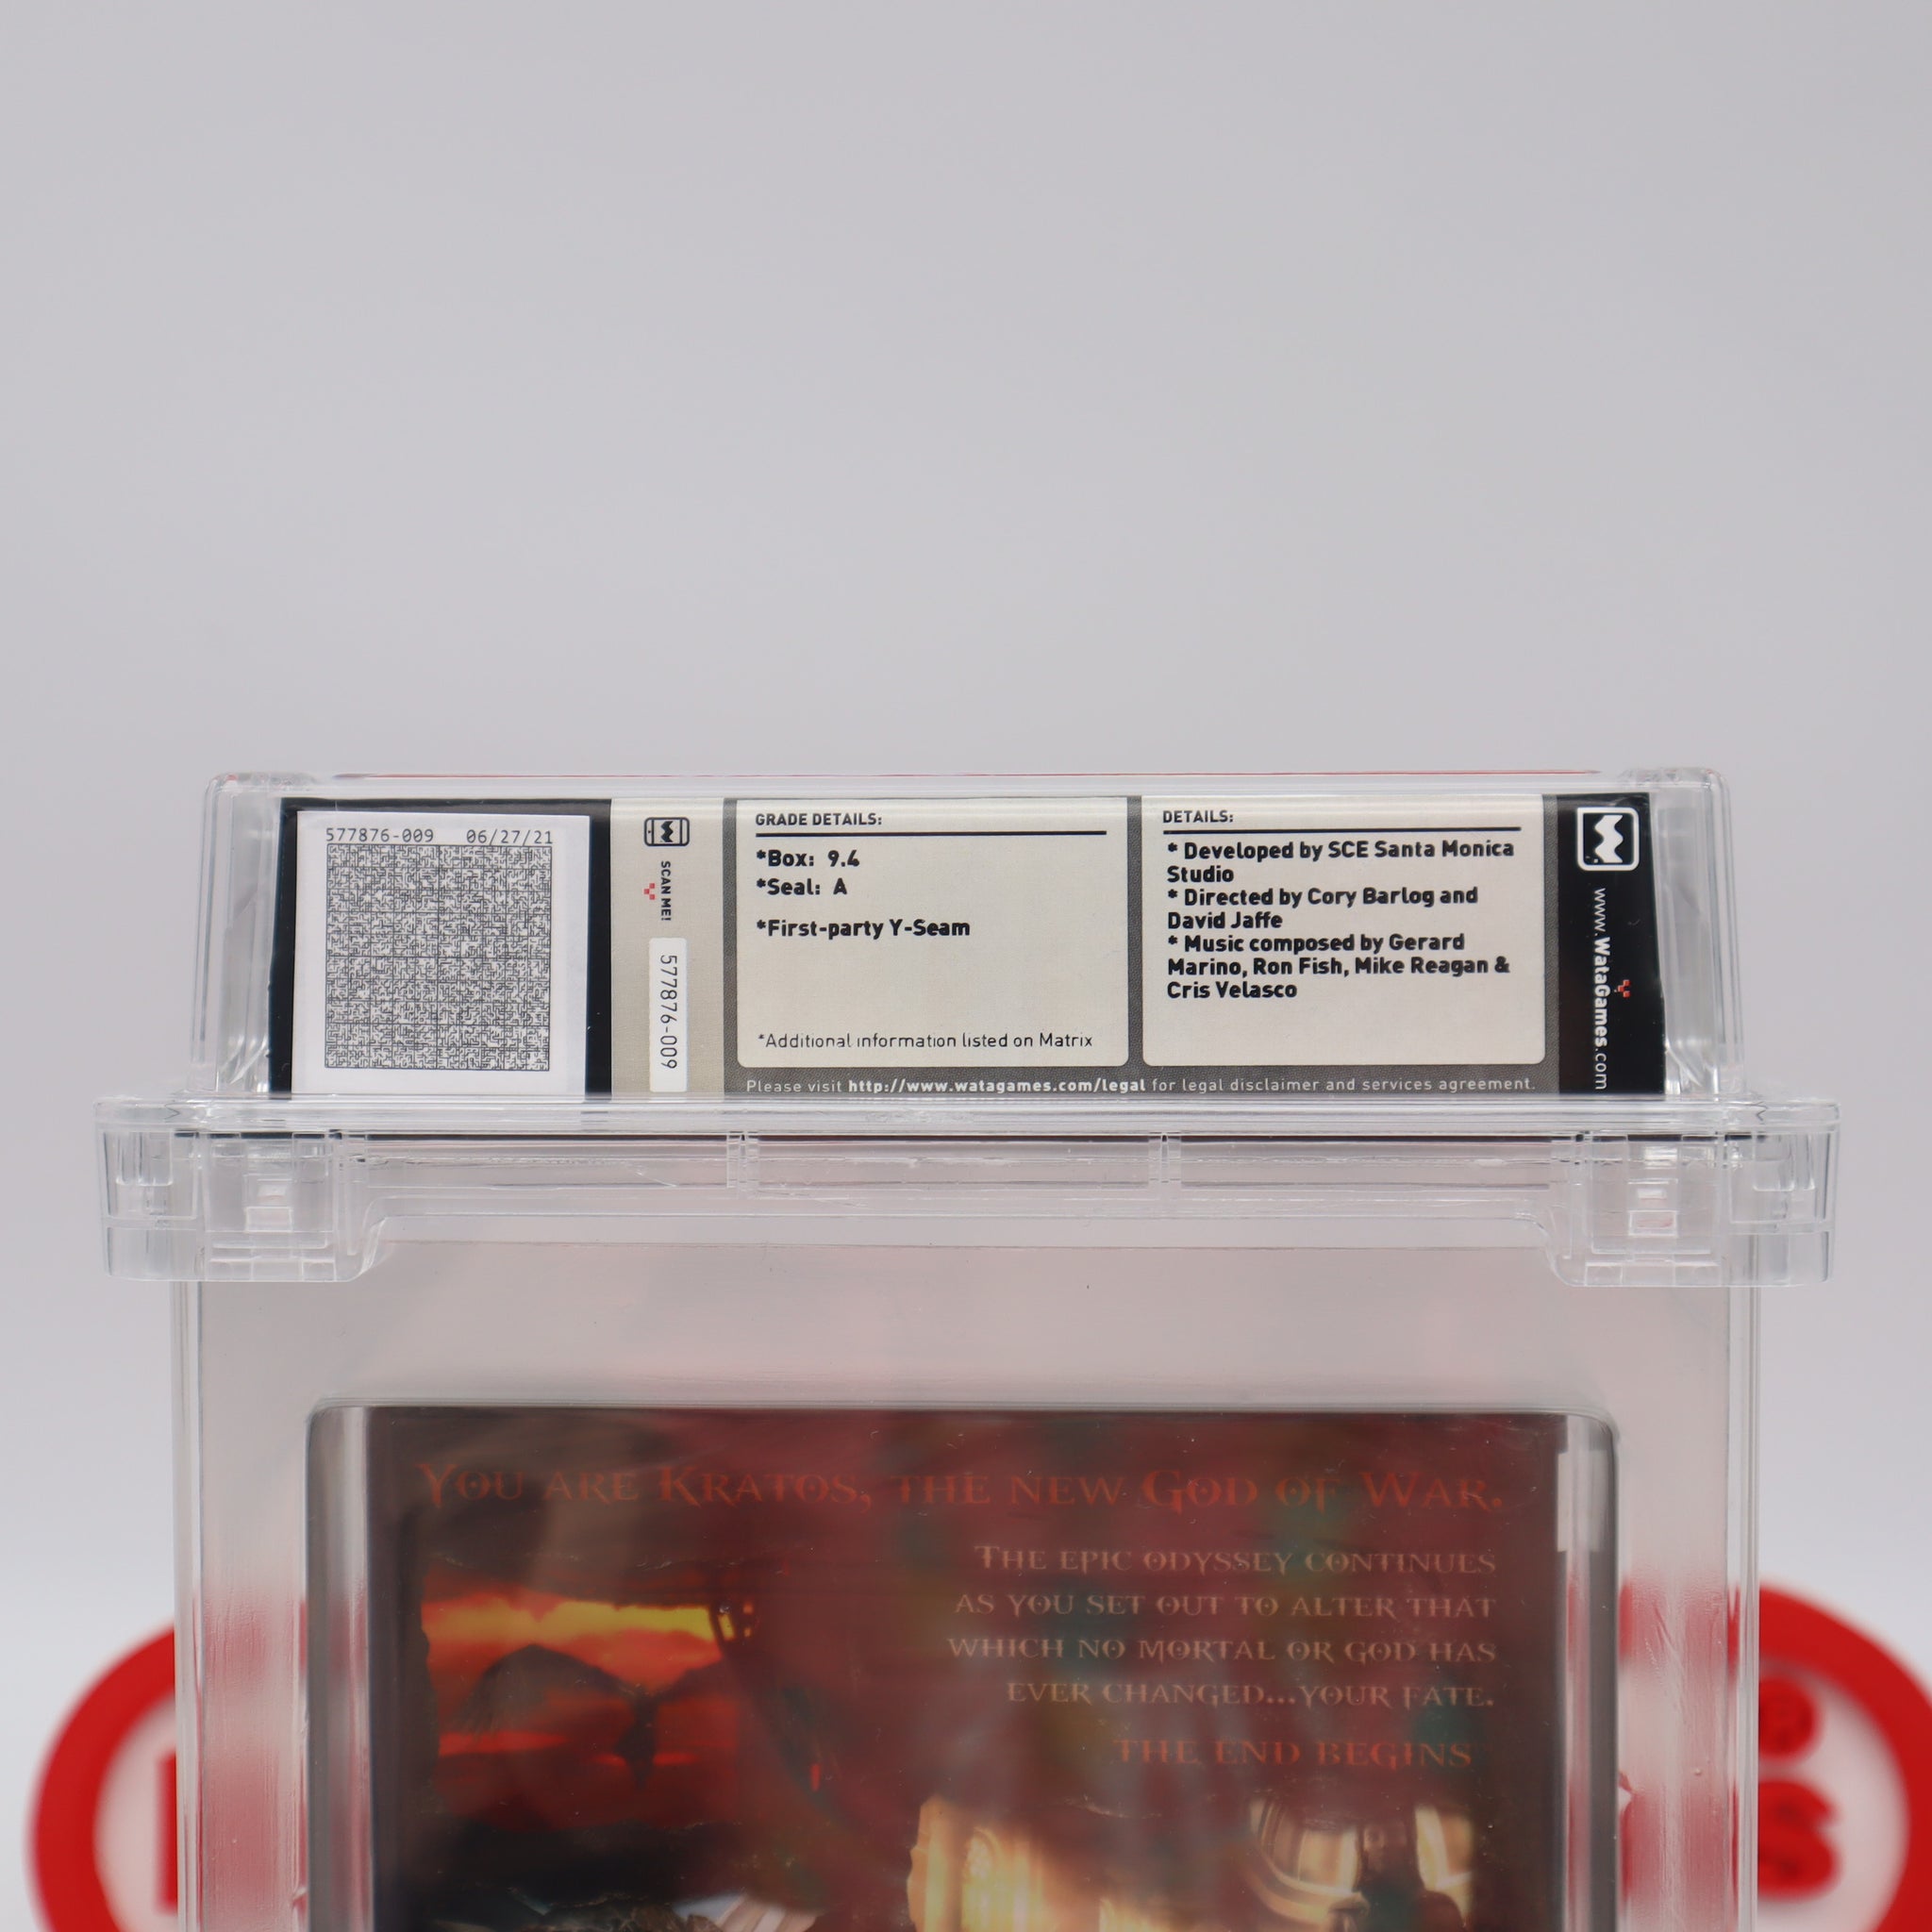 577876-009 06/27/21
SCAN ME!
577876-009
GRADE DETAILS:
*Box: 9.4
*Seal: A
*First-party Y-Seam
*Additional information listed on Matrix
DETAILS:
* Developed by SCE Santa Monica
Studio
* Directed by Cory Barlog and
David Jaffe
* Music composed by Gerard
Marino, Ron Fish, Mike Reagan &
Cris Velasco
www.WataGames.com
Please visit http://www.watagames.com/legal for legal disclaimer and services agreement.
YOU ARE KRATOS, THE NEW GOD OF WAR.
THE EPIC ODYSSEY CONTINUES
AS YOU SET OUT TO ALTER THAT
WHICH NO MORTAL OR GOD HAS
EVER CHANGED...YOUR FATE.
THE END BEGINS